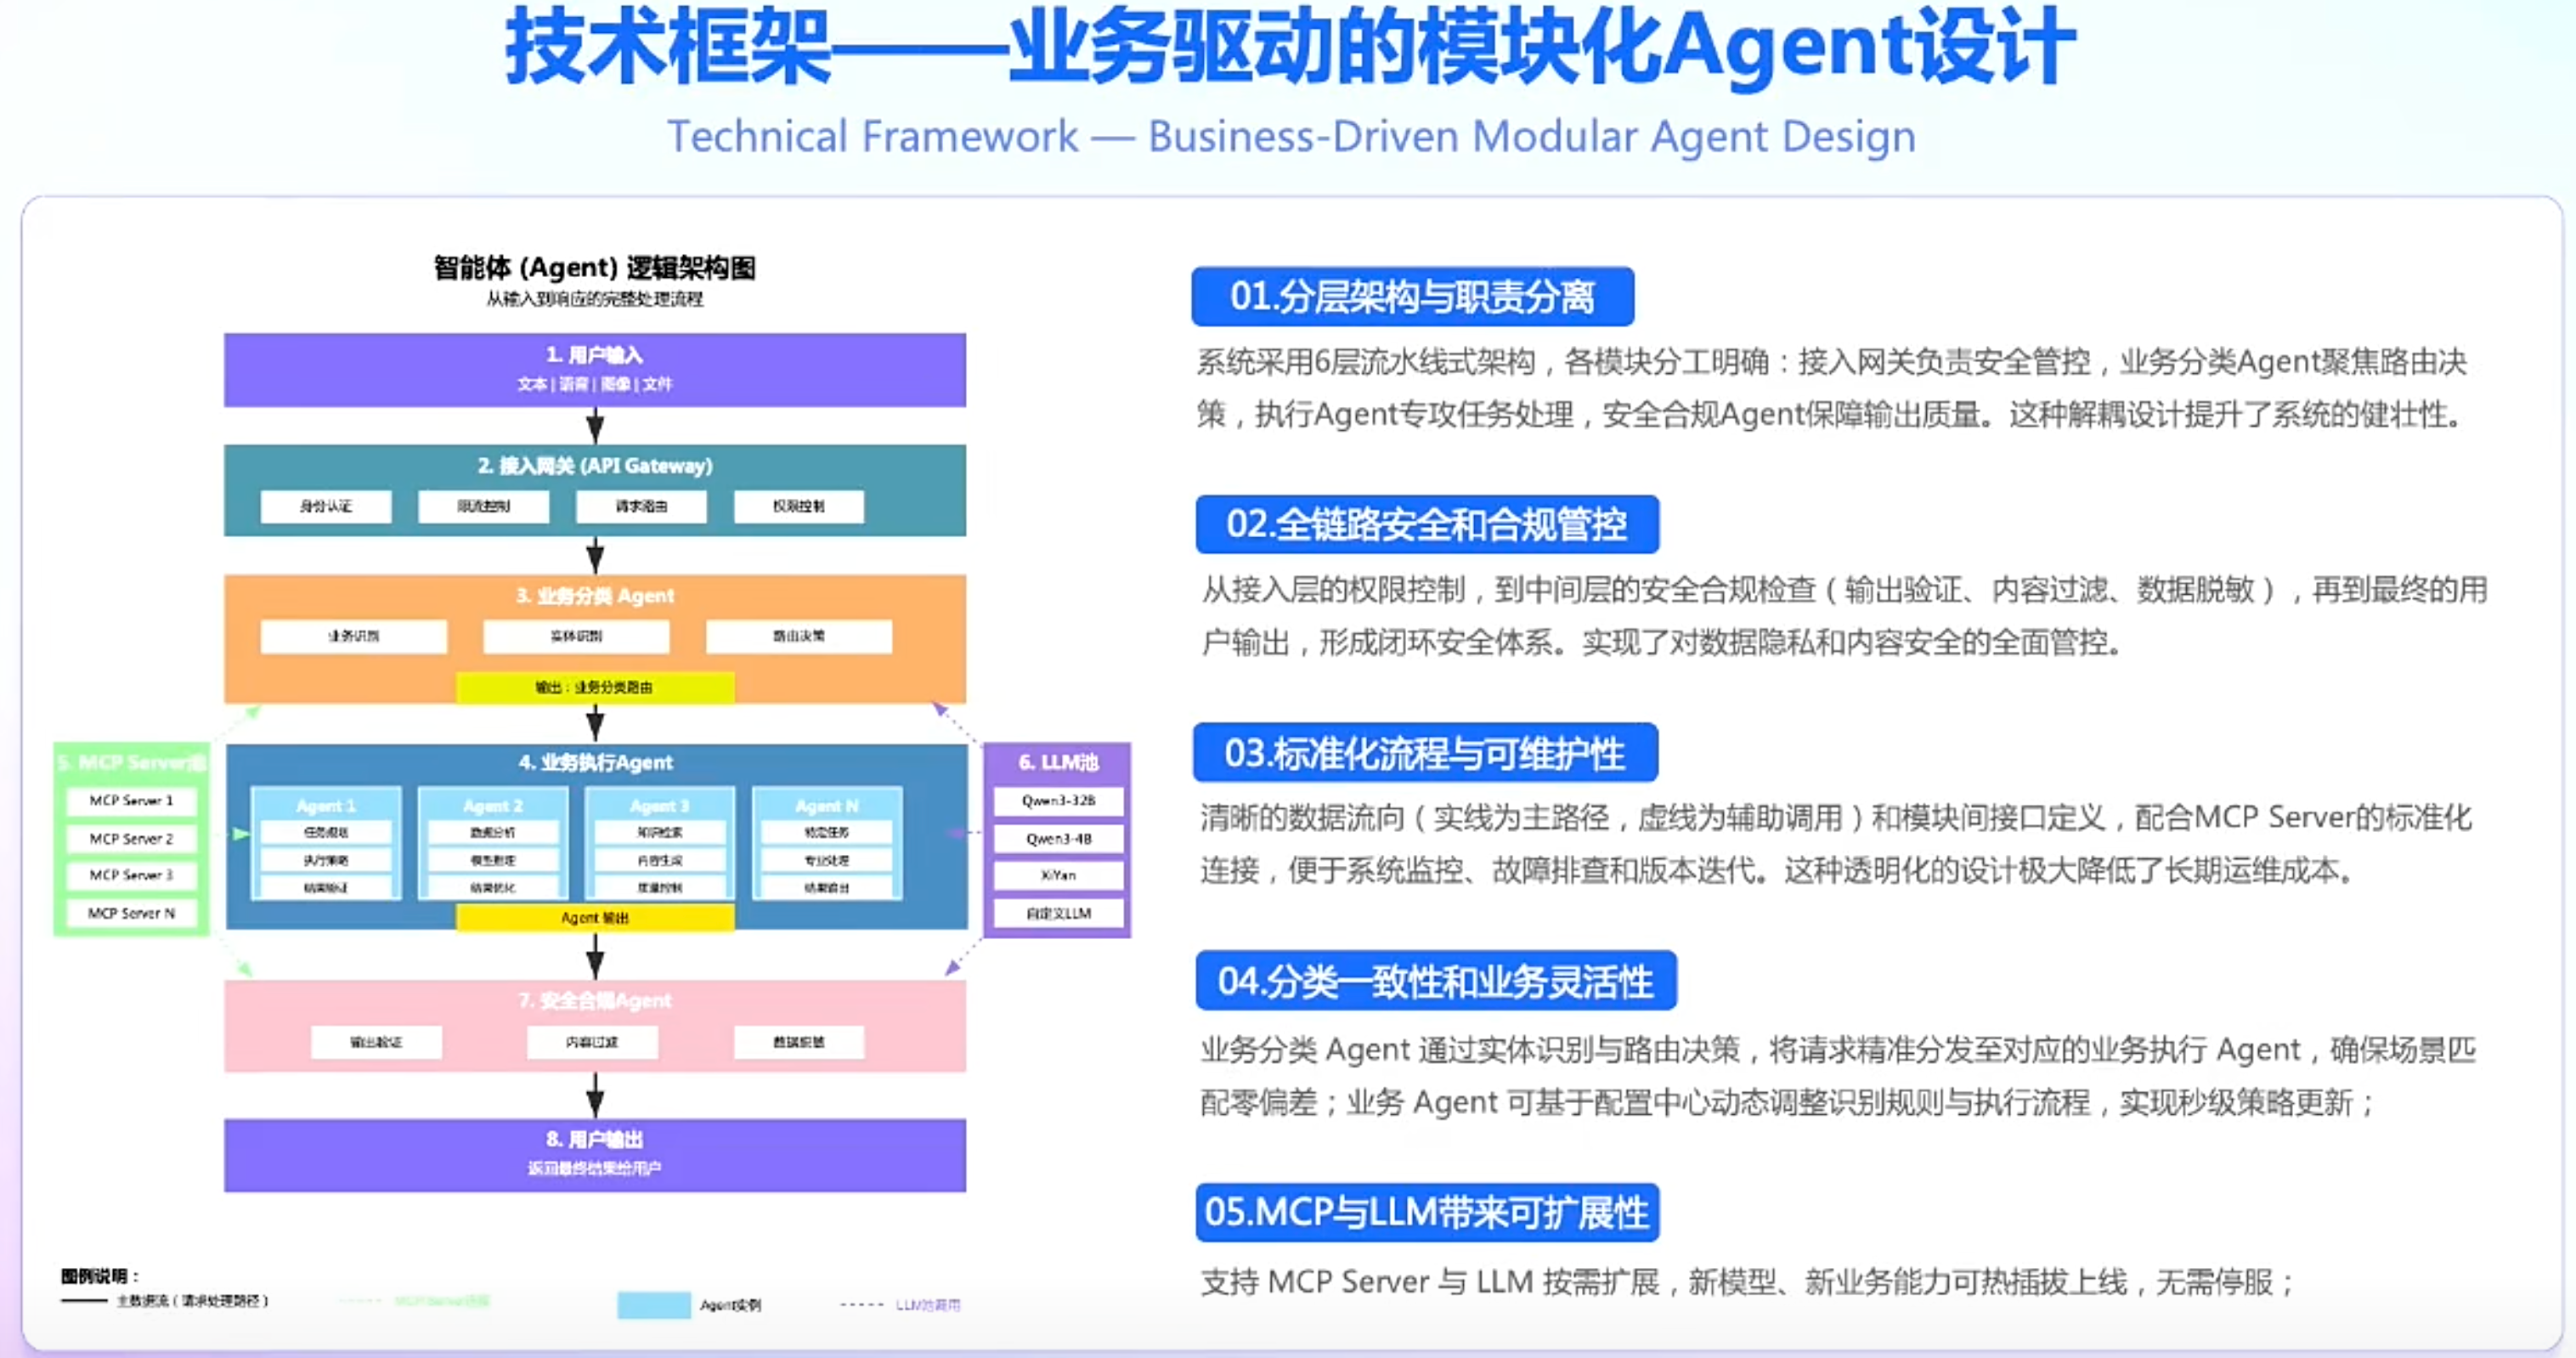 技术框架——业务驱动的模块化Agent设计
Technical Framework — Business-Driven Modular Agent Design
智能体 (Agent) 逻辑架构图
从输入到响应的完整处理流程
1. 用户输入
文本 | 语音 | 图像 | 文件
2. 接入网关 (API Gateway)
身份认证
限流控制
请求路由
权限控制
3. 业务分类 Agent
业务识别
实体识别
路由决策
输出：业务分类路由
5. MCP Server池
MCP Server 1
MCP Server 2
MCP Server 3
MCP Server N
4. 业务执行Agent
Agent 1
任务规划
执行策略
结果验证
Agent 2
数据分析
模型推理
结果优化
Agent 3
知识检索
内容生成
质量控制
Agent N
特定任务
专业处理
结果输出
Agent 输出
6. LLM池
Qwen3-32B
Qwen3-4B
XiYan
自定义LLM
7. 安全合规Agent
输出验证
内容过滤
数据脱敏
8. 用户输出
返回最终结果给用户
图例说明：
主数据流（请求处理路径）
MCP Server连接
Agent实例
LLM池调用
01.分层架构与职责分离
系统采用6层流水线式架构，各模块分工明确：接入网关负责安全管控，业务分类Agent聚焦路由决
策，执行Agent专攻任务处理，安全合规Agent保障输出质量。这种解耦设计提升了系统的健壮性。
02.全链路安全和合规管控
从接入层的权限控制，到中间层的安全合规检查（输出验证、内容过滤、数据脱敏），再到最终的用
户输出，形成闭环安全体系。实现了对数据隐私和内容安全的全面管控。
03.标准化流程与可维护性
清晰的数据流向（实线为主路径，虚线为辅助调用）和模块间接口定义，配合MCP Server的标准化
连接，便于系统监控、故障排查和版本迭代。这种透明化的设计极大降低了长期运维成本。
04.分类一致性和业务灵活性
业务分类 Agent 通过实体识别与路由决策，将请求精准分发至对应的业务执行 Agent，确保场景匹
配零偏差；业务 Agent 可基于配置中心动态调整识别规则与执行流程，实现秒级策略更新；
05.MCP与LLM带来可扩展性
支持 MCP Server 与 LLM 按需扩展，新模型、新业务能力可热插拔上线，无需停服；